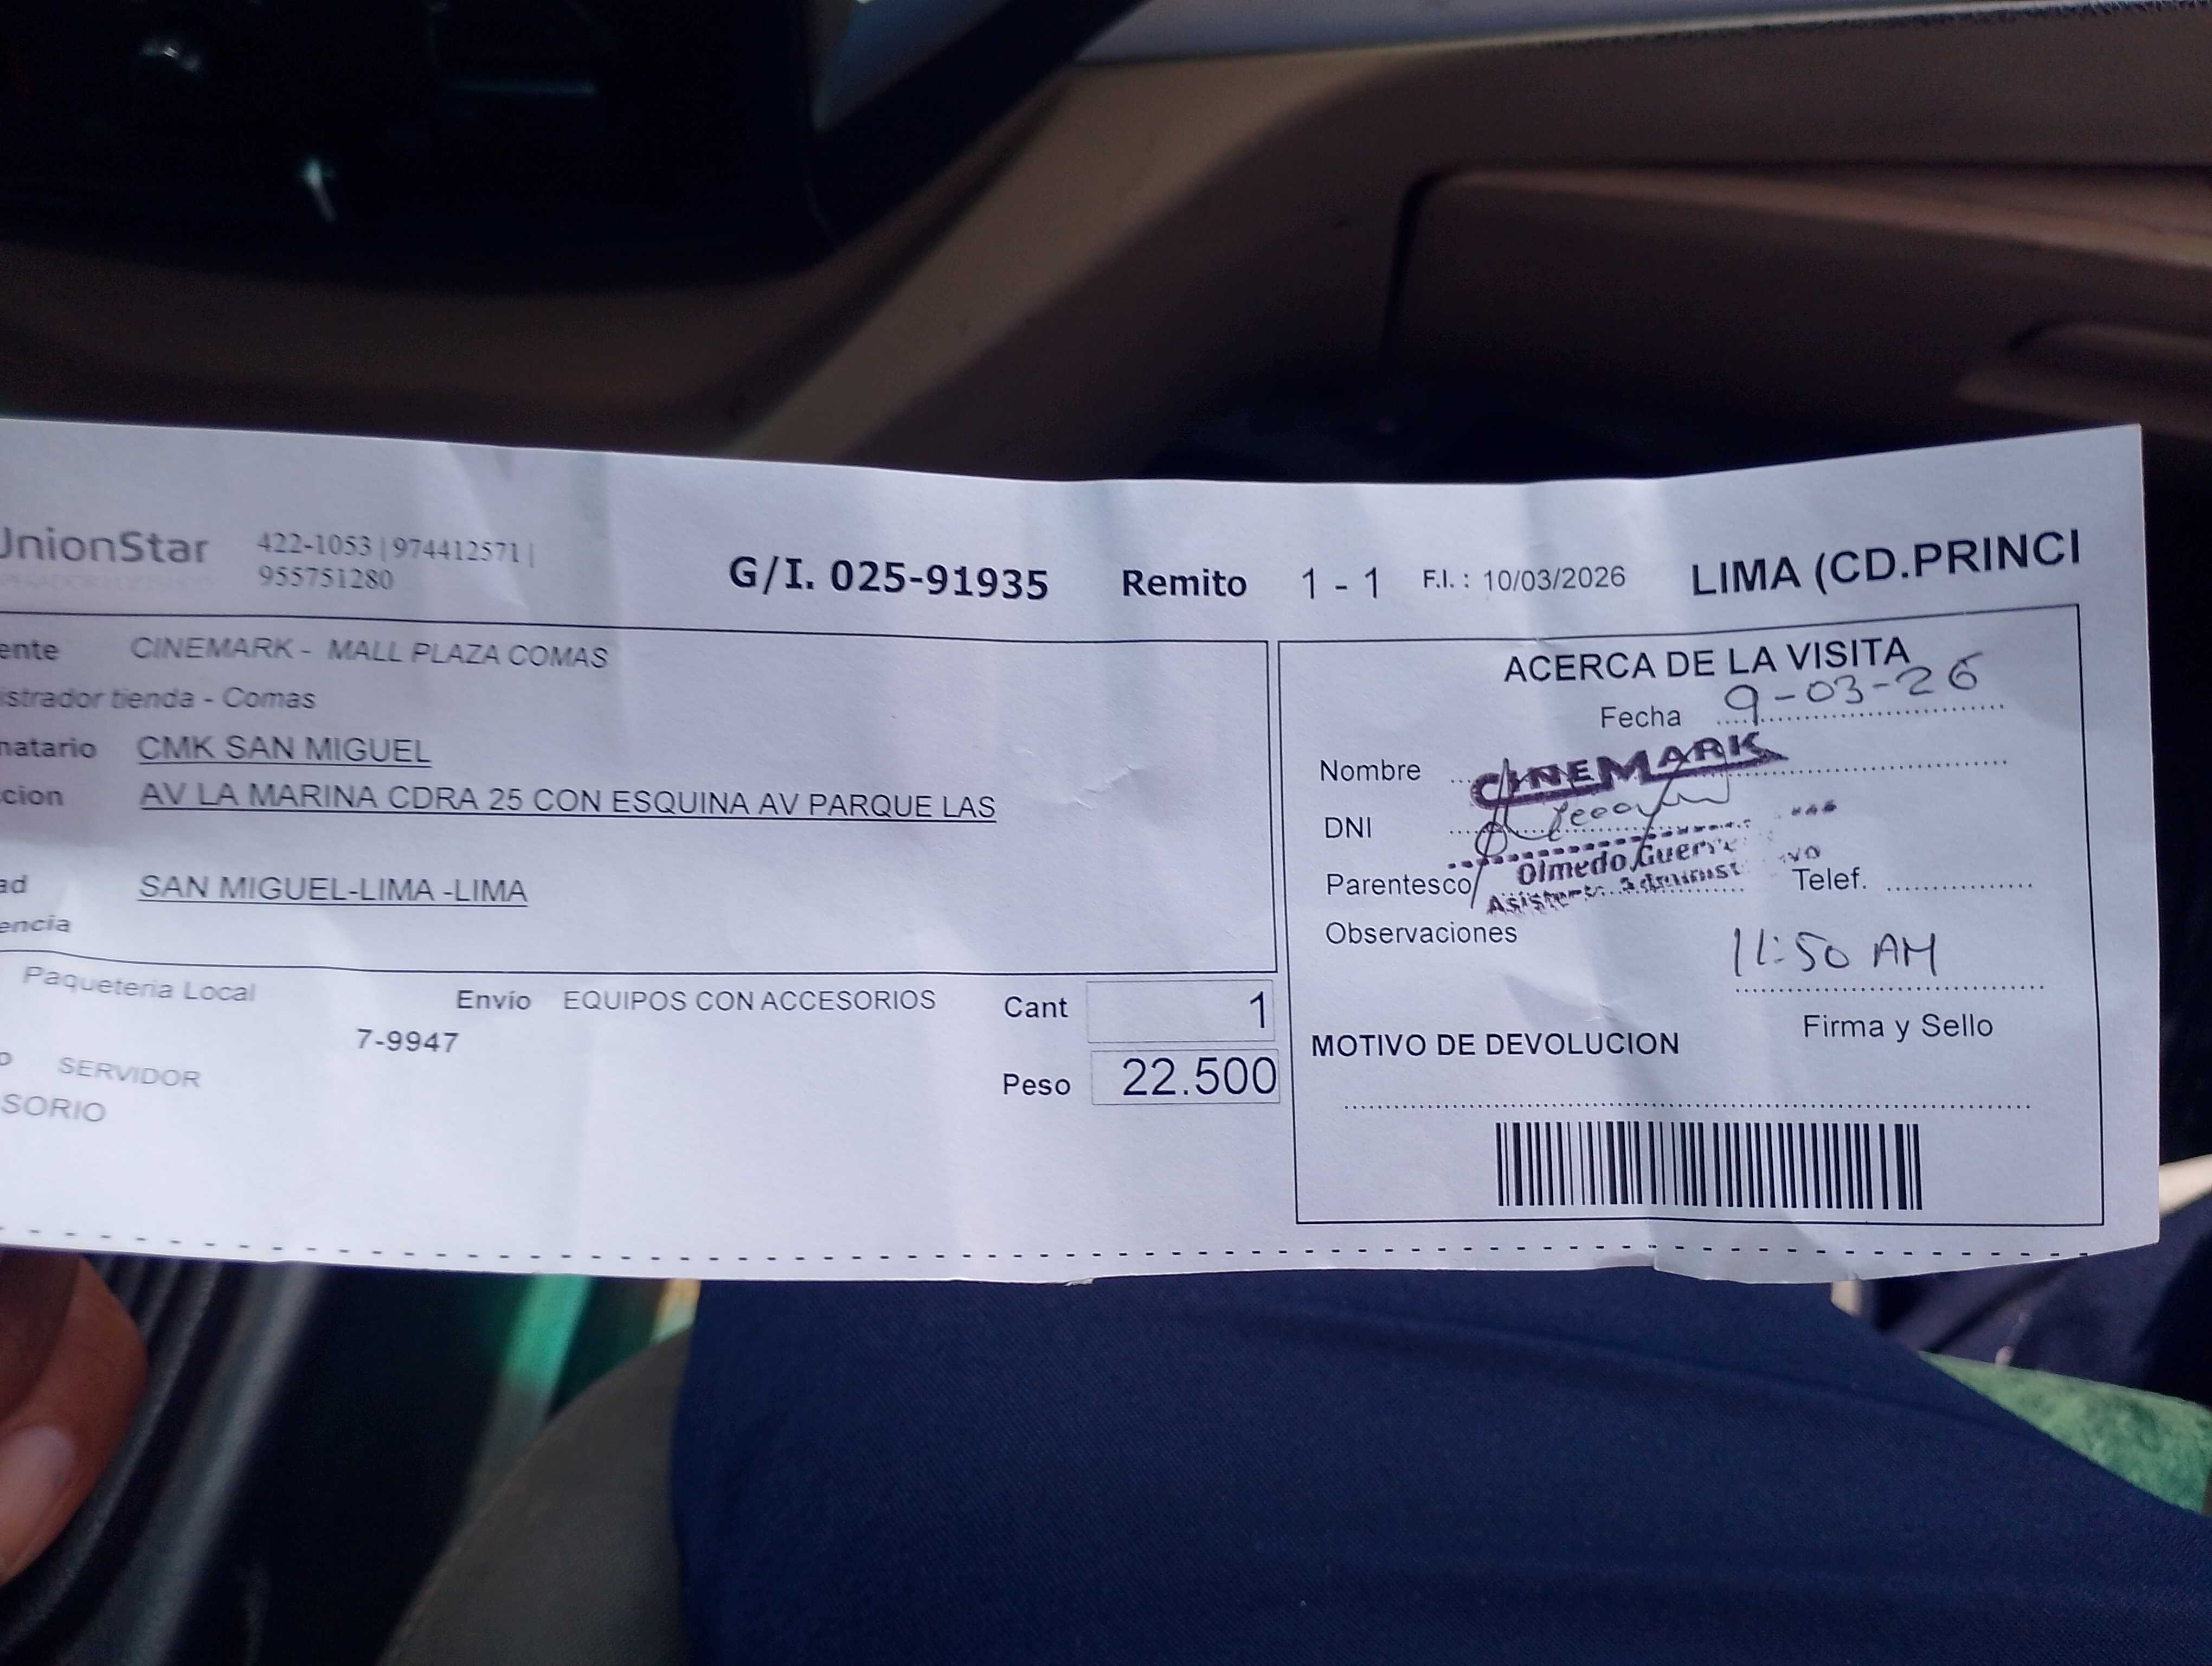 UnionStar
422-1053 | 974412571 |
955751280
G/I. 025-91935 Remito 1 - 1 F.I. : 10/03/2026 LIMA (CD.PRINCI
ente CINEMARK - MALL PLAZA COMAS
istrador tienda - Comas
natario CMK SAN MIGUEL
cion AV LA MARINA CDRA 25 CON ESQUINA AV PARQUE LAS
ad SAN MIGUEL-LIMA -LIMA
encia
Paqueteria Local Envío EQUIPOS CON ACCESORIOS Cant 1
7-9947
SERVIDOR Peso 22.500
SORIO
ACERCA DE LA VISITA
Fecha 9-03-26
Nombre CINEMARK
DNI
Olmedo
Parentesco Telef.
Observaciones
11:50 AM
Firma y Sello
MOTIVO DE DEVOLUCION